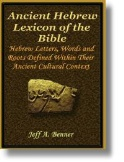 Ancient Hebrew
Lexicon of the
Bible
Hebrew Letters, Words and
Roots Defined Within Their
Ancient Cultural Context
Jeff A. Benner